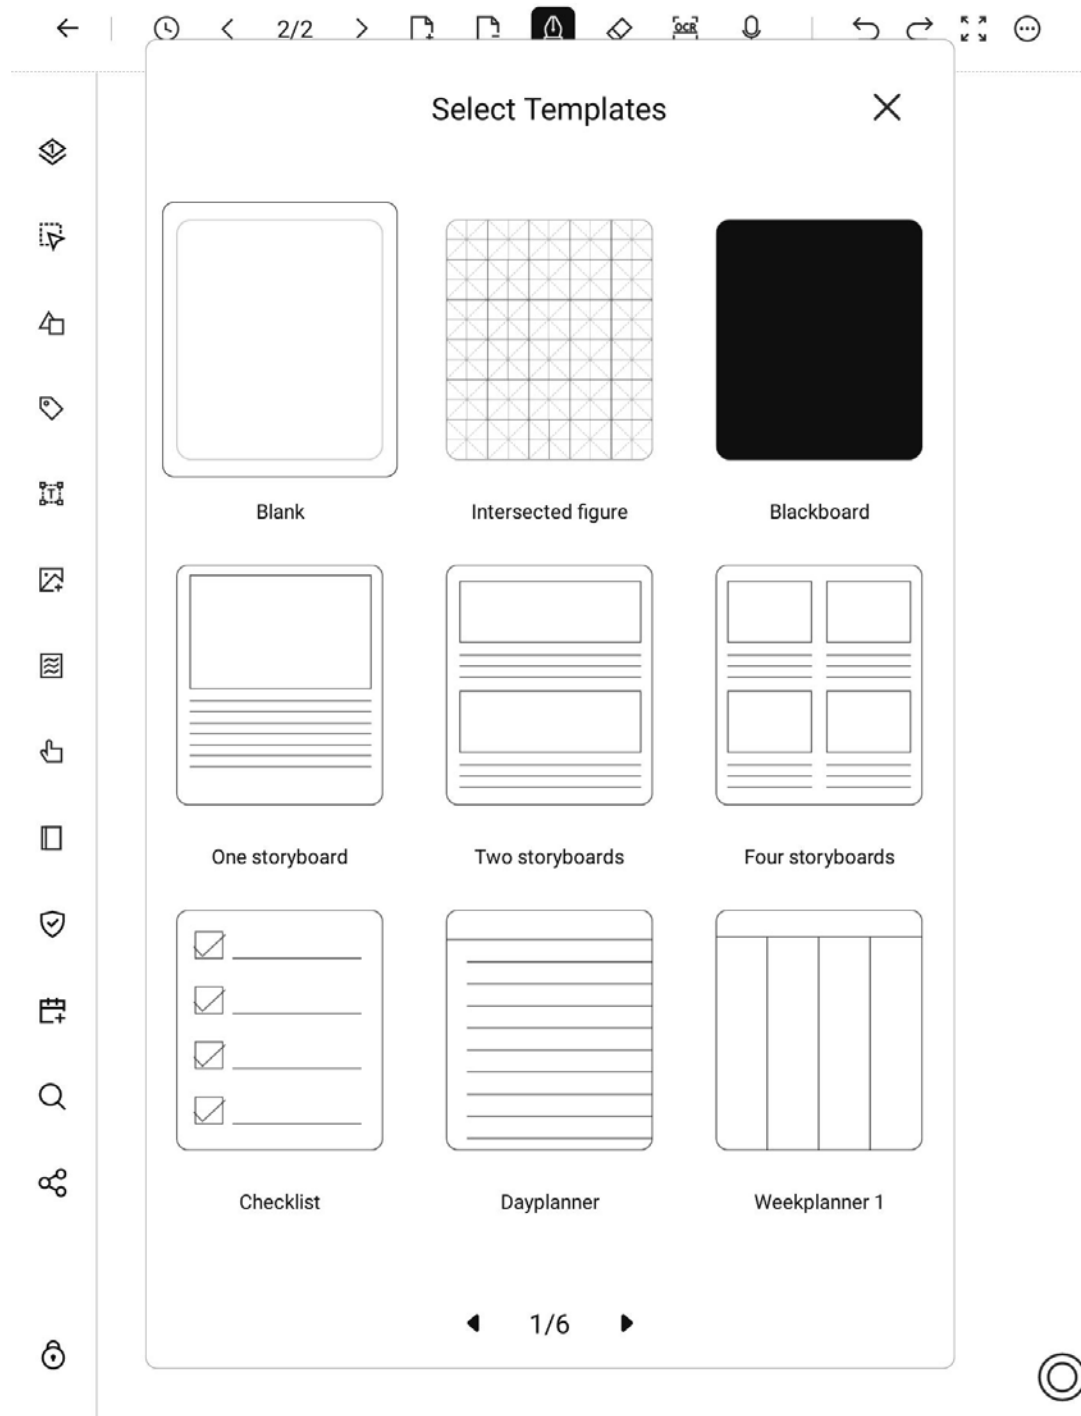 2/2
OCR
Select Templates
1
T
Blank
Intersected figure
Blackboard
One storyboard
Two storyboards
Four storyboards
Checklist
Dayplanner
Weekplanner 1
1/6